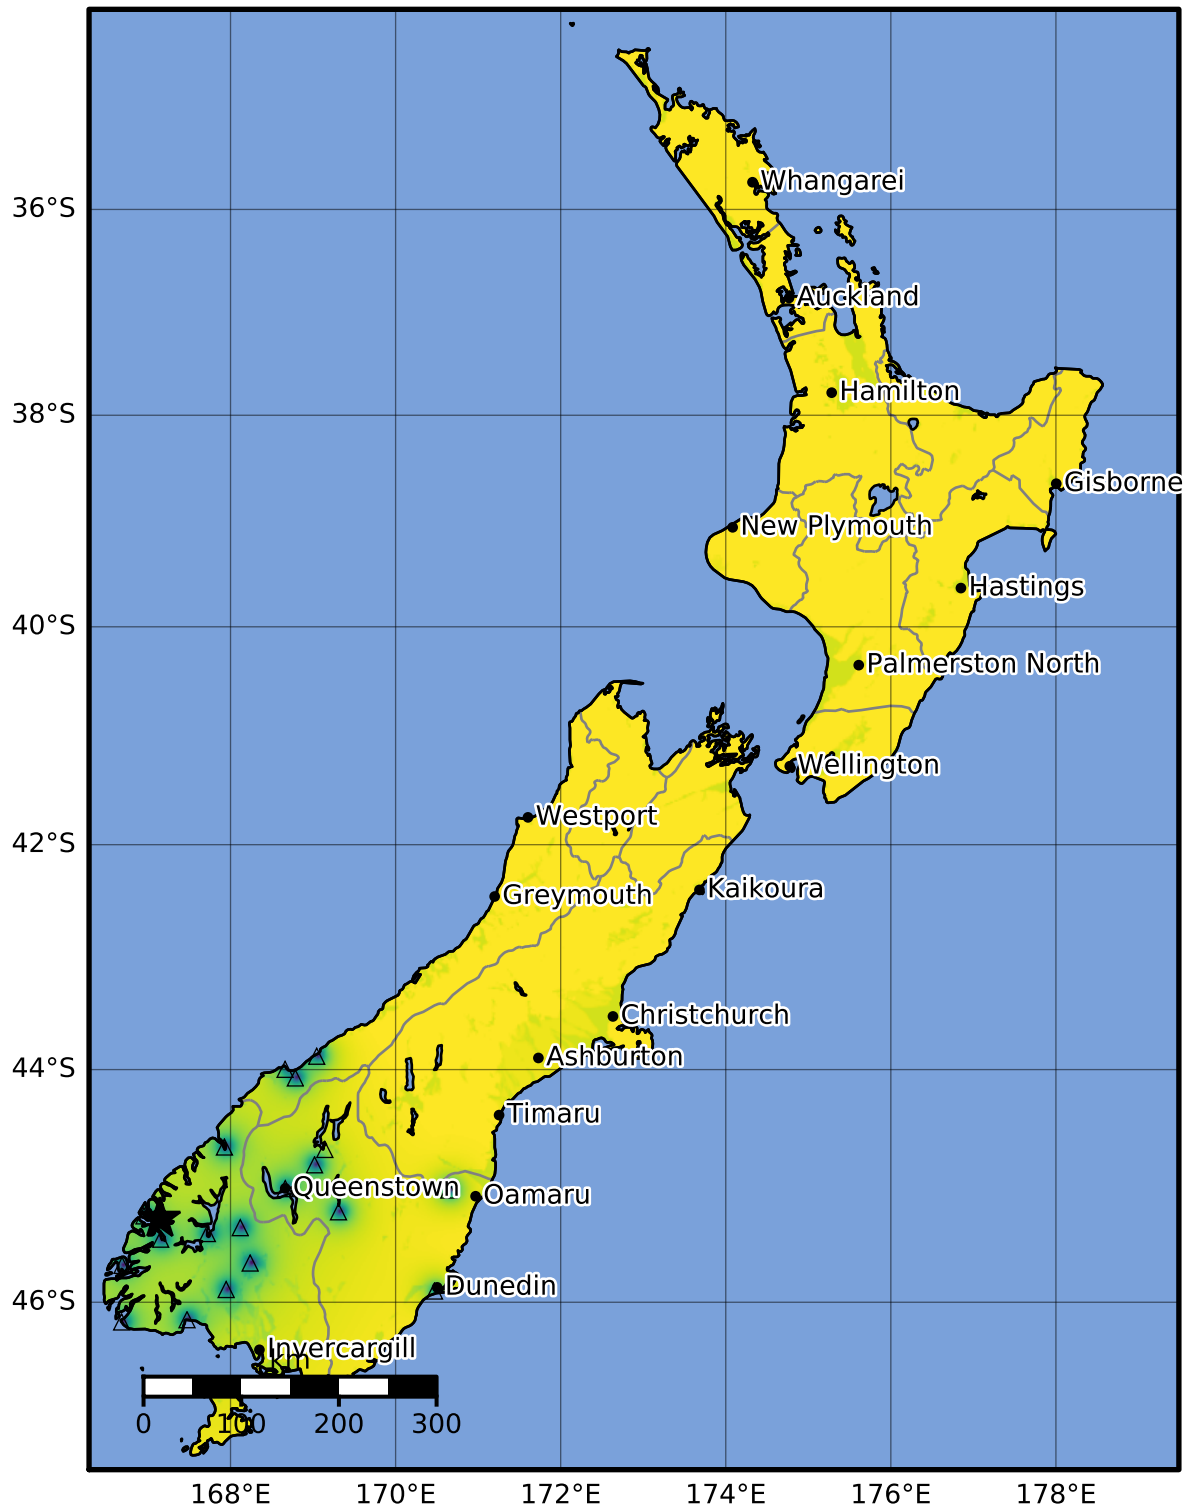 Whangarei
36°S
Auckland
Hamilton
38°S
Gisborne
New Plymouth
Hastings
40°S
Palmerston North
Wellington
Westport
42°S
Kaikoura
Greymouth
Christchurch
Ashburton
44°S
Timaru
Queenstown
Oamaru
Dunedin
46°S
Invercargill
km
0 100 200 300
168°E 170°E 172°E 174°E 176°E 178°E